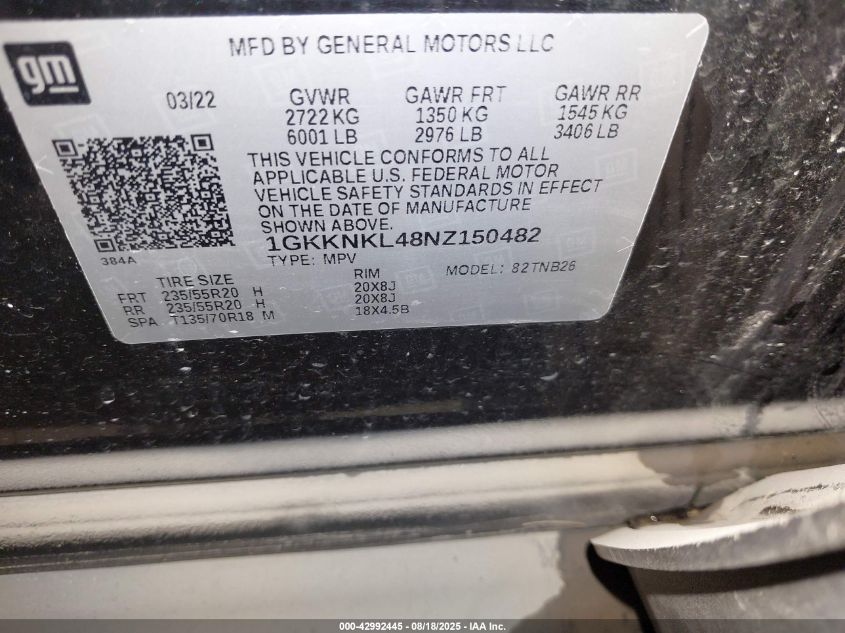 gm
MFD BY GENERAL MOTORS LLC
03/22 GVWR GAWR FRT GAWR RR
2722 KG 1350 KG 1545 KG
6001 LB 2976 LB 3406 LB
THIS VEHICLE CONFORMS TO ALL
APPLICABLE U.S. FEDERAL MOTOR
VEHICLE SAFETY STANDARDS IN EFFECT
ON THE DATE OF MANUFACTURE
SHOWN ABOVE.
1GKKNKL48NZ150482
384A
TYPE: MPV MODEL: 82TNB26
TIRE SIZE RIM
FRT 235/55R20 H 20X8J
RR 235/55R20 H 20X8J
SPA T135/70R18 M 18X4.5B
000-42992445 - 08/18/2025 - IAA Inc.